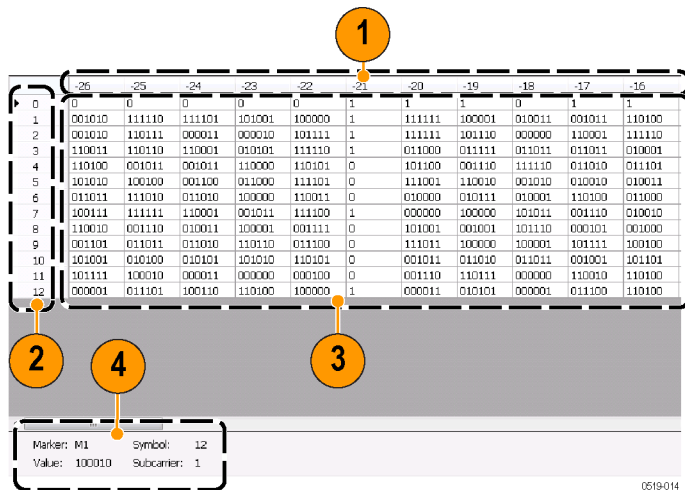 1
-26 -25 -24 -23 -22 -21 -20 -19 -18 -17 -16
0 0 0 0 0 0 1 1 1 0 1 1
1 001010 111110 111101 101001 100000 1 111111 100001 010011 001011 110100
2 001010 110111 000011 000010 101111 1 111111 101110 000000 110001 111110
3 110011 110110 110001 010101 111110 1 011000 011111 011011 011011 010001
4 110100 001011 001011 110000 110101 0 101100 001110 111110 011010 011101
5 101010 100100 001100 011000 111101 0 111001 110010 001010 010010 010011
6 011011 111010 011010 100000 110011 0 010000 010111 010001 110100 011000
7 100111 111111 110001 001011 111100 1 000000 100000 101011 001110 010010
8 110010 001110 010011 100001 001111 0 101001 001001 101110 000101 001000
9 001101 011011 011010 110110 011100 0 111011 100000 100001 101111 100100
10 101001 010100 010101 101010 110101 0 001011 011010 011011 001001 101101
11 101111 100010 000011 000000 000100 0 001110 110111 000000 110010 110100
12 000001 011101 100110 110100 100000 1 000011 010101 000001 011100 110100
2 4 3
Marker: M1 Symbol: 12
Value: 100010 Subcarrier: 1
0519-014